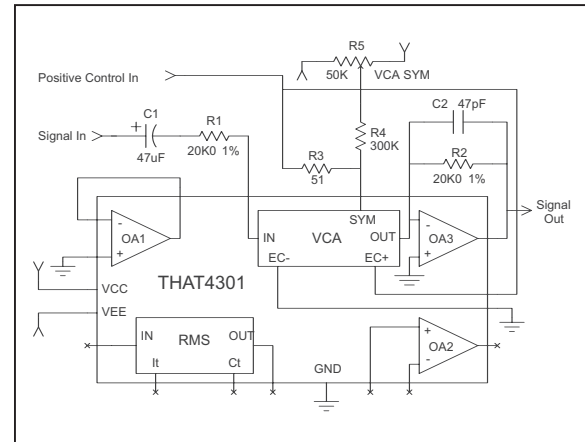 R5
50K
VCA SYM
Positive Control In
C1
+
47uF
Signal In
R1
20K0 1%
R3
51
R4
300K
C2
47pF
R2
20K0 1%
Signal
Out
SYM
IN
VCA
OUT
EC-
EC+
-
+
OA1
-
+
OA3
VCC
VEE
THAT4301
IN
RMS
OUT
It
Ct
GND
+
-
OA2